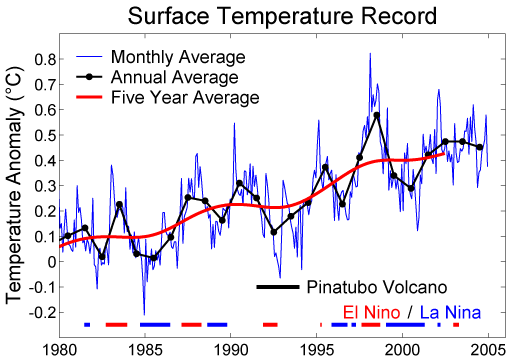 Surface Temperature Record
Monthly Average
Annual Average
Five Year Average
Temperature Anomaly (°C)
0.8
0.7
0.6
0.5
0.4
0.3
0.2
0.1
0
-0.1
-0.2
Pinatubo Volcano
El Nino / La Nina
1980 1985 1990 1995 2000 2005